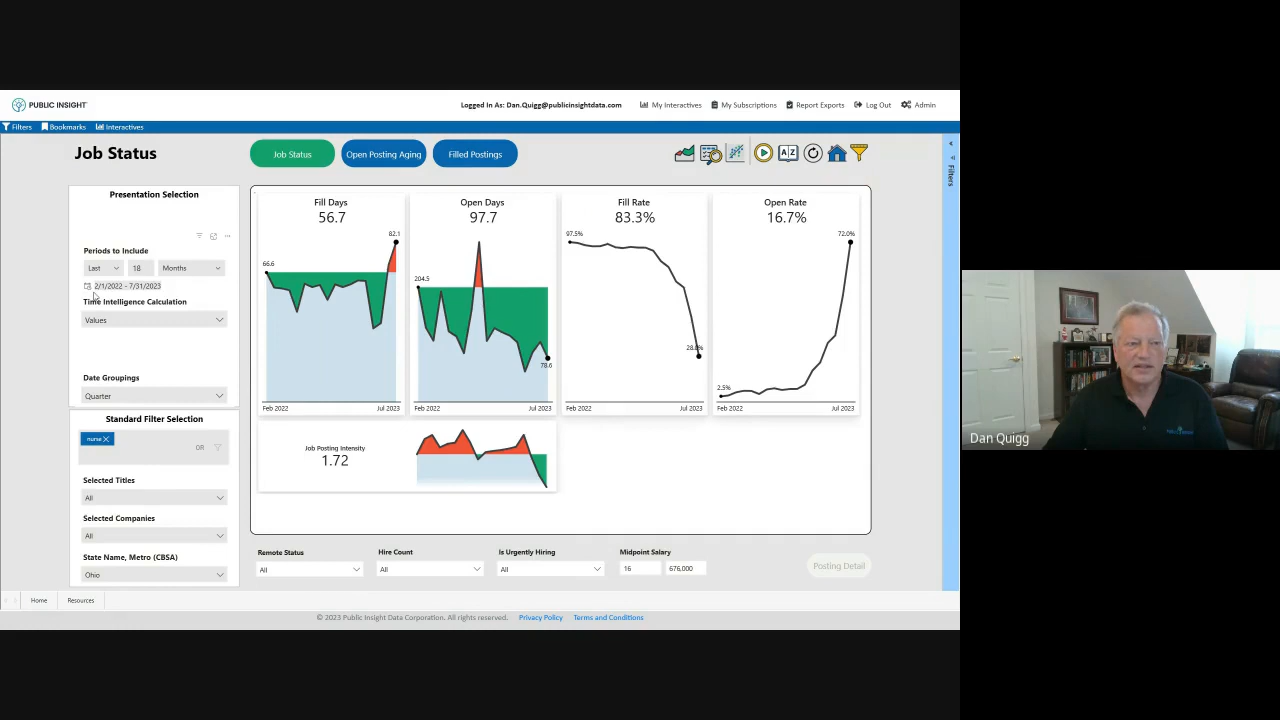 PUBLIC INSIGHT
Logged In As: Dan.Quigg@publicinsightdata.com
My Interactives
My Subscriptions
Report Exports
Log Out
Admin
Filters
Bookmarks
Interactives
Job Status
Job Status
Open Posting Aging
Filled Postings
A Z
Filters
Presentation Selection
Periods to Include
Last
18
Months
2/1/2022 - 7/31/2023
Time Intelligence Calculation
Values
Date Groupings
Quarter
Standard Filter Selection
nurse
OR
Selected Titles
All
Selected Companies
All
State Name, Metro (CBSA)
Ohio
Fill Days
56.7
82.1
66.6
Feb 2022
Jul 2023
Open Days
97.7
204.5
78.6
Feb 2022
Jul 2023
Fill Rate
83.3%
97.5%
Feb 2022
Jul 2023
Open Rate
16.7%
72.0%
2.5%
Feb 2022
Jul 2023
Job Posting Intensity
1.72
Remote Status
All
Hire Count
All
Is Urgently Hiring
All
Midpoint Salary
16
676,000
Posting Detail
Home
Resources
© 2023 Public Insight Data Corporation. All rights reserved.
Privacy Policy
Terms and Conditions
Dan Quigg